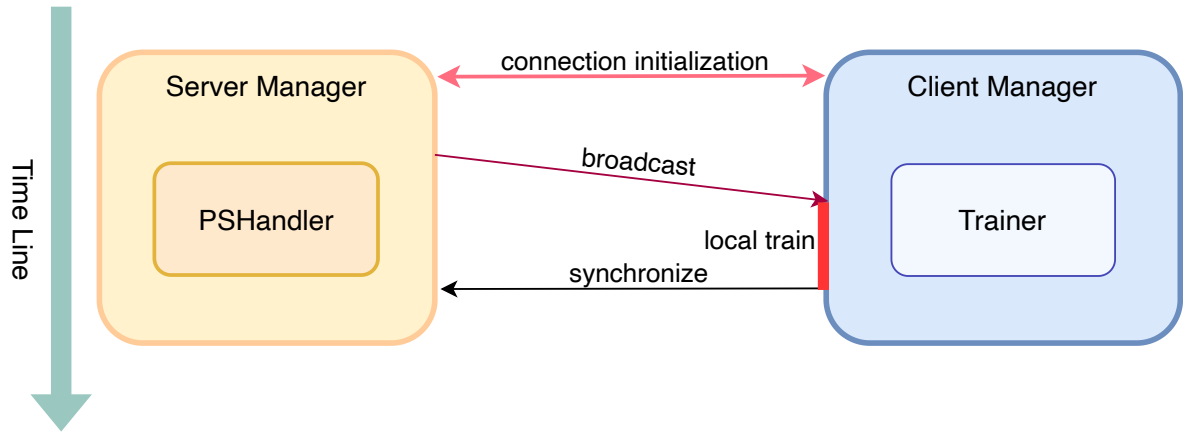 Time Line
Server Manager
connection initialization
Client Manager
broadcast
PSHandler
local train
Trainer
synchronize